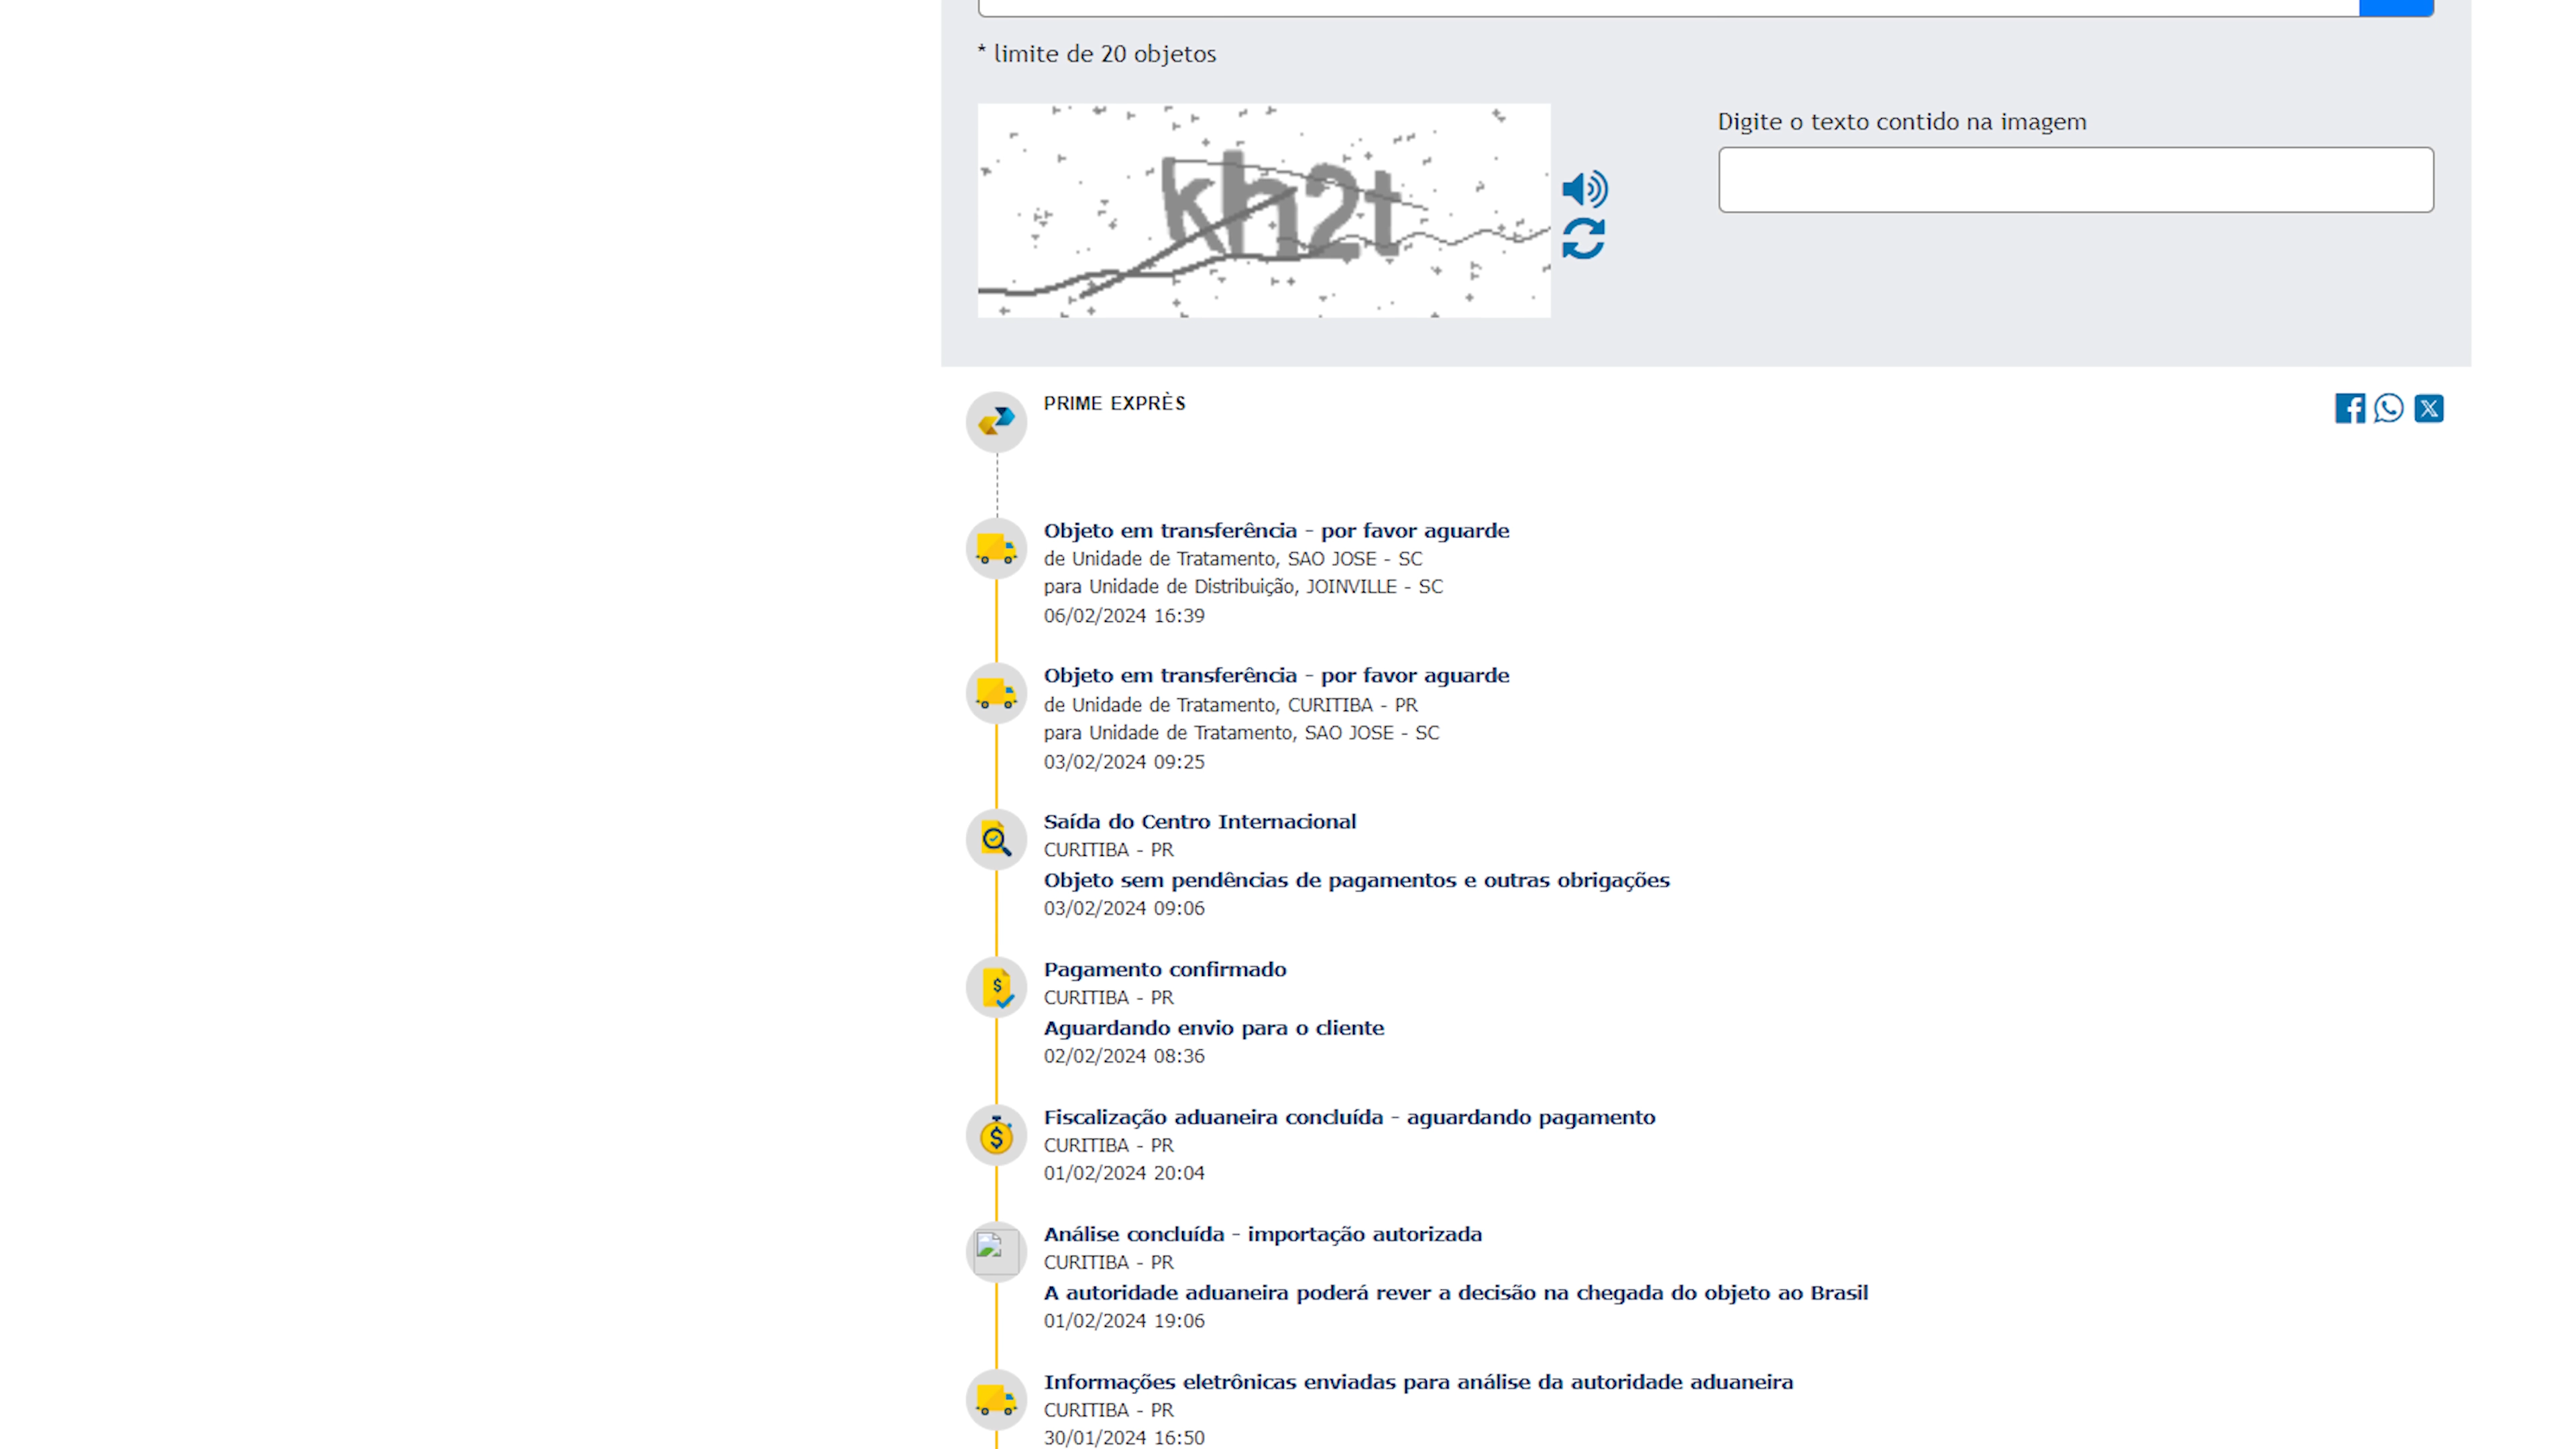 * limite de 20 objetos
kh2t
Digite o texto contido na imagem
PRIME EXPRÈS
Objeto em transferência - por favor aguarde
de Unidade de Tratamento, SAO JOSE - SC
para Unidade de Distribuição, JOINVILLE - SC
06/02/2024 16:39
Objeto em transferência - por favor aguarde
de Unidade de Tratamento, CURITIBA - PR
para Unidade de Tratamento, SAO JOSE - SC
03/02/2024 09:25
Saída do Centro Internacional
CURITIBA - PR
Objeto sem pendências de pagamentos e outras obrigações
03/02/2024 09:06
Pagamento confirmado
CURITIBA - PR
Aguardando envio para o cliente
02/02/2024 08:36
Fiscalização aduaneira concluída - aguardando pagamento
CURITIBA - PR
01/02/2024 20:04
Análise concluída - importação autorizada
CURITIBA - PR
A autoridade aduaneira poderá rever a decisão na chegada do objeto ao Brasil
01/02/2024 19:06
Informações eletrônicas enviadas para análise da autoridade aduaneira
CURITIBA - PR
30/01/2024 16:50